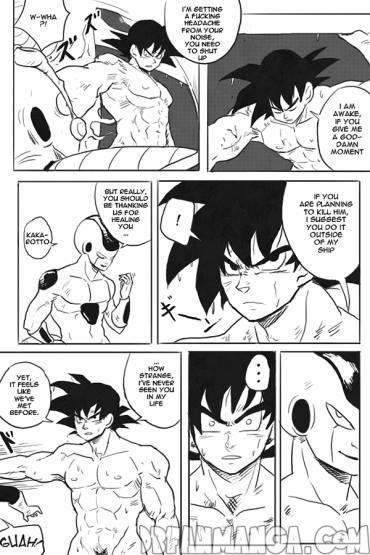 W-WHA
?!
I'M GETTING
A FUCKING
HEADACHE
FROM YOUR
NOISE,
YOU NEED
TO SHUT
UP
I AM
AWAKE,
IF YOU
GIVE ME
A GOD-
DAMN
MOMENT
BUT REALLY,
YOU SHOULD
BE THANKING
US FOR
HEALING
YOU
...
KAKA-
ROTTO
!
IF YOU
ARE PLANNING
TO KILL HIM,
I SUGGEST
YOU DO IT
OUTSIDE
OF MY
SHIP
...
HOW
STRANGE,
I'VE NEVER
SEEN YOU
IN MY
LIFE
YET,
IT FEELS
LIKE
WE'VE
MET
BEFORE.
GUAH
...